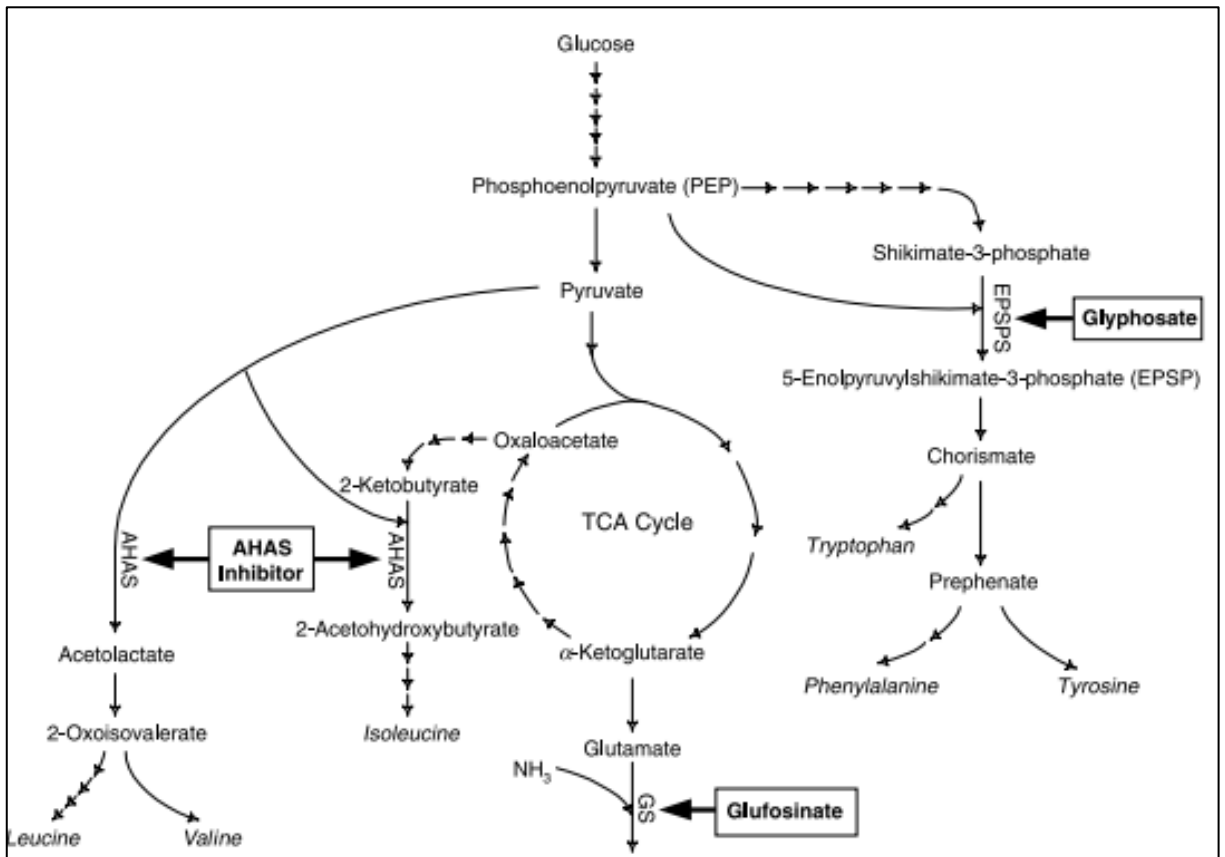 Glucose
Phosphoenolpyruvate (PEP)
Shikimate-3-phosphate
Pyruvate
EPSPS
Glyphosate
5-Enolpyruvylshikimate-3-phosphate (EPSP)
Oxaloacetate
Chorismate
2-Ketobutyrate
TCA Cycle
Tryptophan
AHAS
AHAS
Inhibitor
AHAS
Prephenate
2-Acetohydroxybutyrate
Acetolactate
α-Ketoglutarate
Phenylalanine
Tyrosine
2-Oxoisovalerate
Isoleucine
Glutamate
NH3
GS
Glufosinate
Leucine
Valine